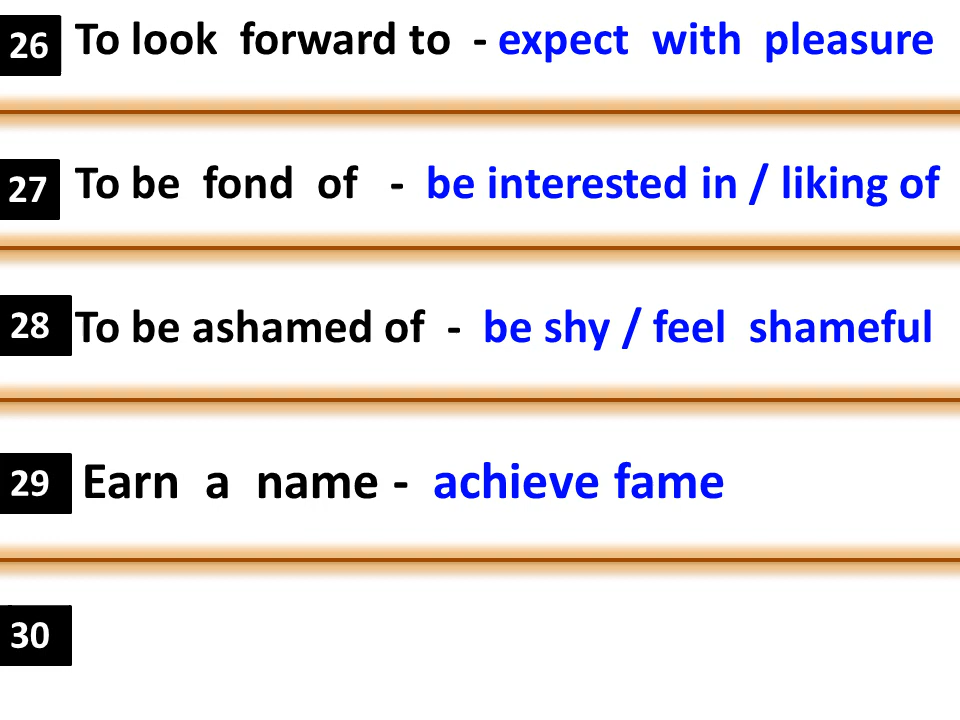 26 To look forward to - expect with pleasure
27 To be fond of - be interested in / liking of
28 To be ashamed of - be shy / feel shameful
29 Earn a name - achieve fame
30